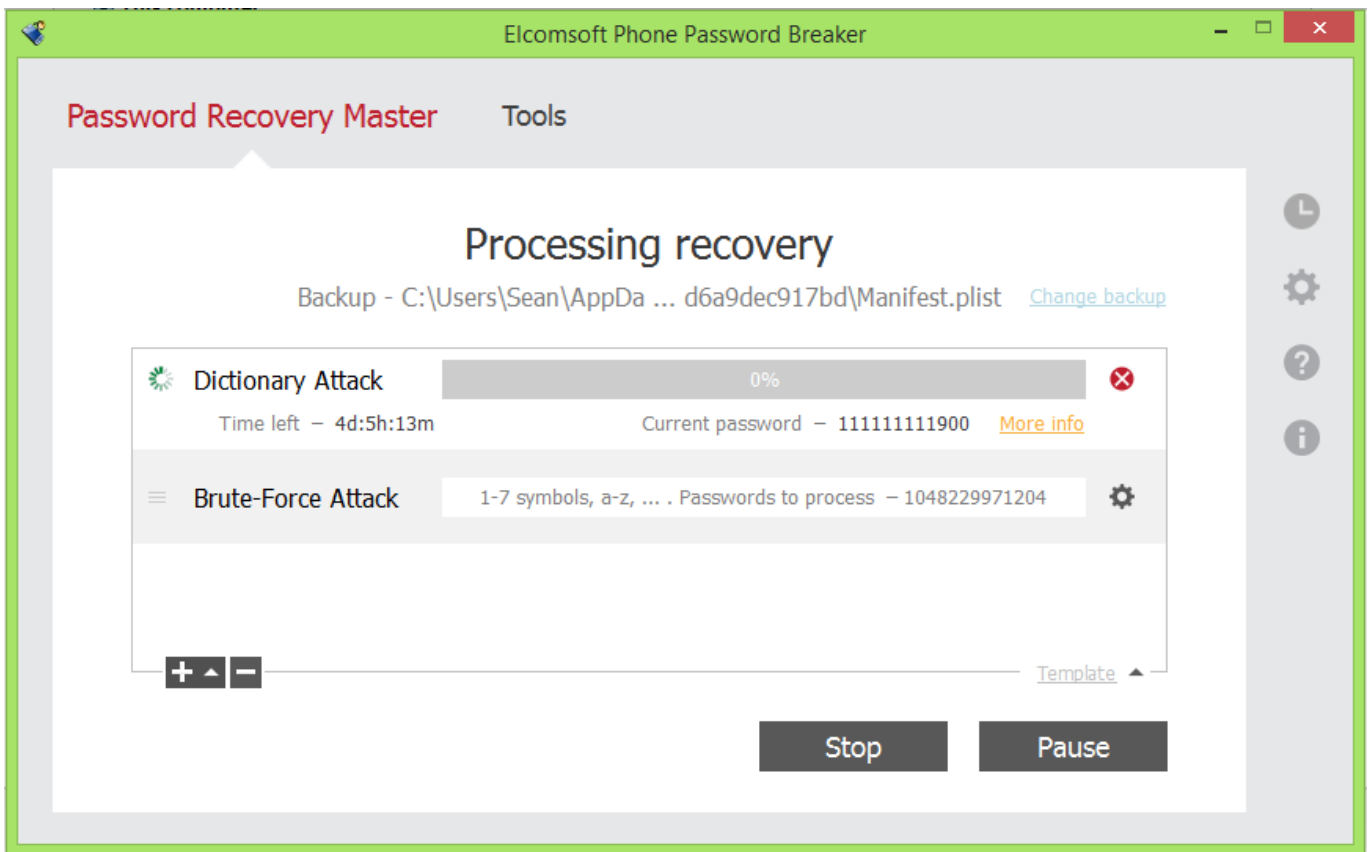 Elcomsoft Phone Password Breaker
Password Recovery Master Tools
Processing recovery
Backup - C:\Users\Sean\AppDa ... d6a9dec917bd\Manifest.plist Change backup
Dictionary Attack 0%
Time left – 4d:5h:13m Current password – 111111111900 More info
Brute-Force Attack 1-7 symbols, a-z, ... . Passwords to process – 1048229971204
Template
Stop Pause